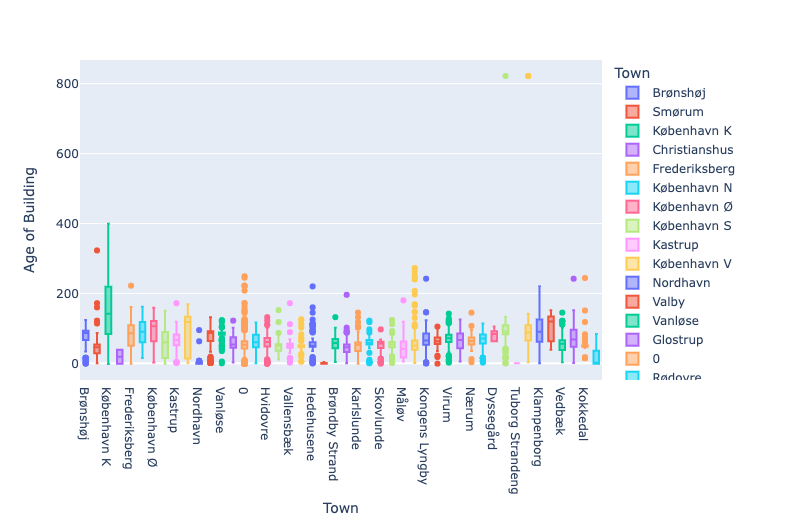 Town
Brønshøj
Smørum
København K
Christianshus
Frederiksberg
København N
København Ø
København S
Kastrup
København V
Nordhavn
Valby
Vanløse
Glostrup
0
Rødovre
Age of Building
800
600
400
200
0
Brønshøj
København K
Frederiksberg
København Ø
Kastrup
Nordhavn
Vanløse
0
Hvidovre
Vallensbæk
Hedehusene
Brøndby Strand
Karlslunde
Skovlunde
Måløv
Kongens Lyngby
Virum
Nærum
Dyssegård
Tuborg Strandeng
Klampenborg
Vedbæk
Kokkedal
Town